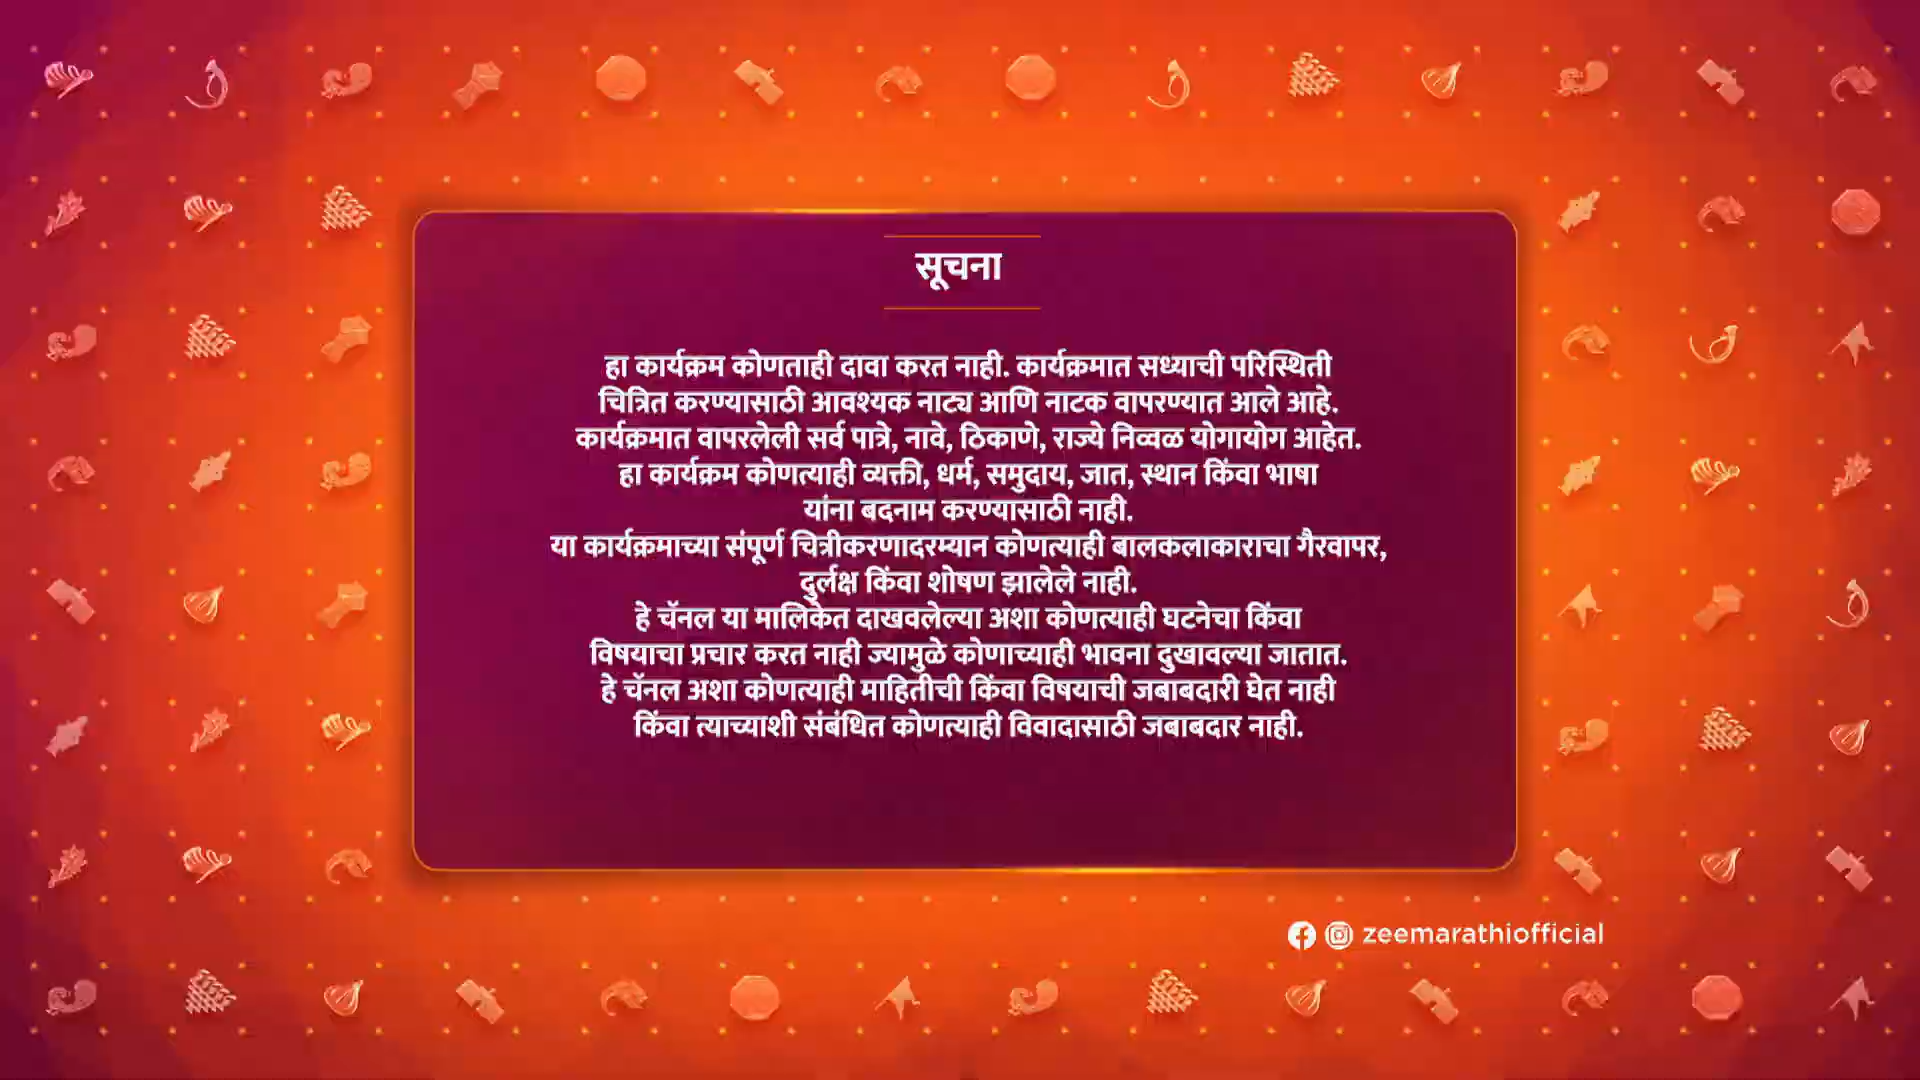 सूचना
हा कार्यक्रम कोणताही दावा करत नाही. कार्यक्रमात सध्याची परिस्थिती
चित्रित करण्यासाठी आवश्यक नाट्य आणि नाटक वापरण्यात आले आहे.
कार्यक्रमात वापरलेली सर्व पात्रे, नावे, ठिकाणे, राज्ये निव्वळ योगायोग आहेत.
हा कार्यक्रम कोणत्याही व्यक्ती, धर्म, समुदाय, जात, स्थान किंवा भाषा
यांना बदनाम करण्यासाठी नाही.
या कार्यक्रमाच्या संपूर्ण चित्रीकरणादरम्यान कोणत्याही बालकलाकाराचा गैरवापर,
दुर्लक्ष किंवा शोषण झालेले नाही.
हे चॅनल या मालिकेत दाखवलेल्या अशा कोणत्याही घटनेचा किंवा
विषयाचा प्रचार करत नाही ज्यामुळे कोणाच्याही भावना दुखावल्या जातात.
हे चॅनल अशा कोणत्याही माहितीची किंवा विषयाची जबाबदारी घेत नाही
किंवा त्याच्याशी संबंधित कोणत्याही विवादासाठी जबाबदार नाही.
zeemarathiofficial